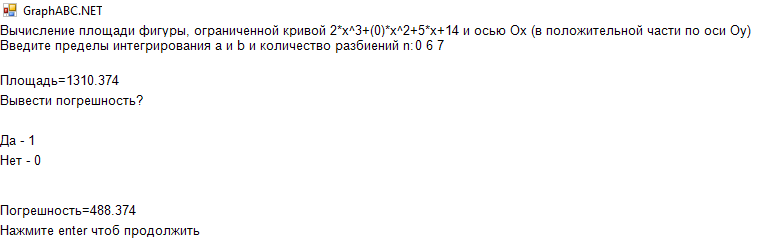 GraphABC.NET
Вычисление площади фигуры, ограниченной кривой 2*x^3+(0)*x^2+5*x+14 и осью Ох (в положительной части по оси Оу)
Введите пределы интегрирования a и b и количество разбиений n:0 6 7
Площадь=1310.374
Вывести погрешность?
Да - 1
Нет - 0
Погрешность=488.374
Нажмите enter чтоб продолжить